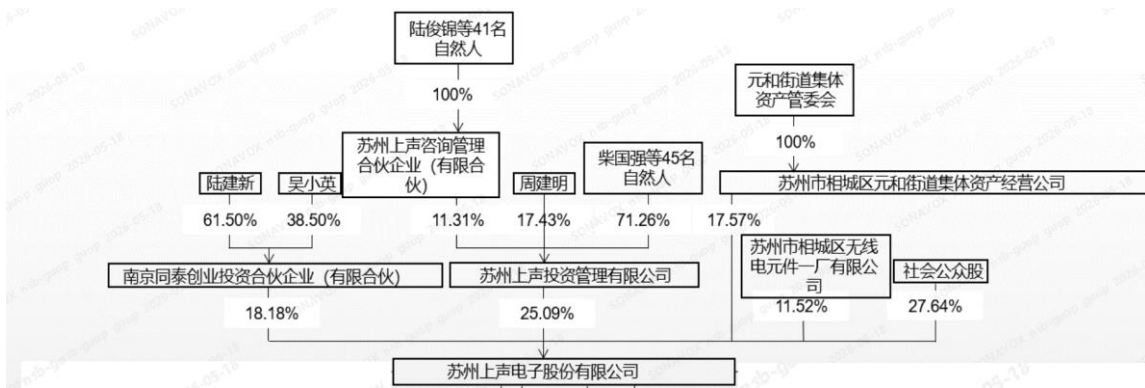 陆俊锦等41名
自然人
元和街道集体
资产管委会
100%
100%
苏州上声咨询管理
合伙企业（有限合
伙）
柴国强等45名
自然人
陆建新
吴小英
周建明
苏州市相城区元和街道集体资产经营公司
61.50%
38.50%
11.31%
17.43%
71.26%
17.57%
苏州市相城区无线
电元件一厂有限公
司
社会公众股
南京同泰创业投资合伙企业（有限合伙）
苏州上声投资管理有限公司
18.18%
25.09%
11.52%
27.64%
苏州上声电子股份有限公司